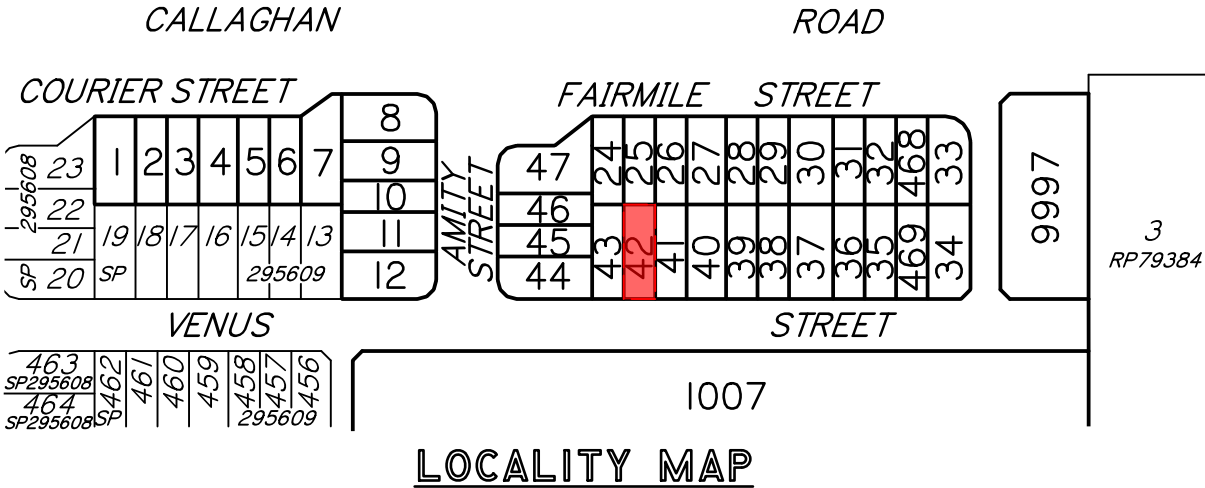 CALLAGHAN ROAD
COURIER STREET FAIRMILE STREET
8
9
10
11
12
295608
SP
23
22
21
20
1 2 3 4 5 6 7
19 18 17 16 15 14 13
SP 295609
AMITY
STREET
47
46
45
44
24 25 26 27 28 29 30 31 32 468 33
43 42 41 40 39 38 37 36 35 469 34
9997
3
RP79384
VENUS STREET
463
SP295608
464
SP295608
462 461 460 459 458 457 456
SP 295609
1007
LOCALITY MAP